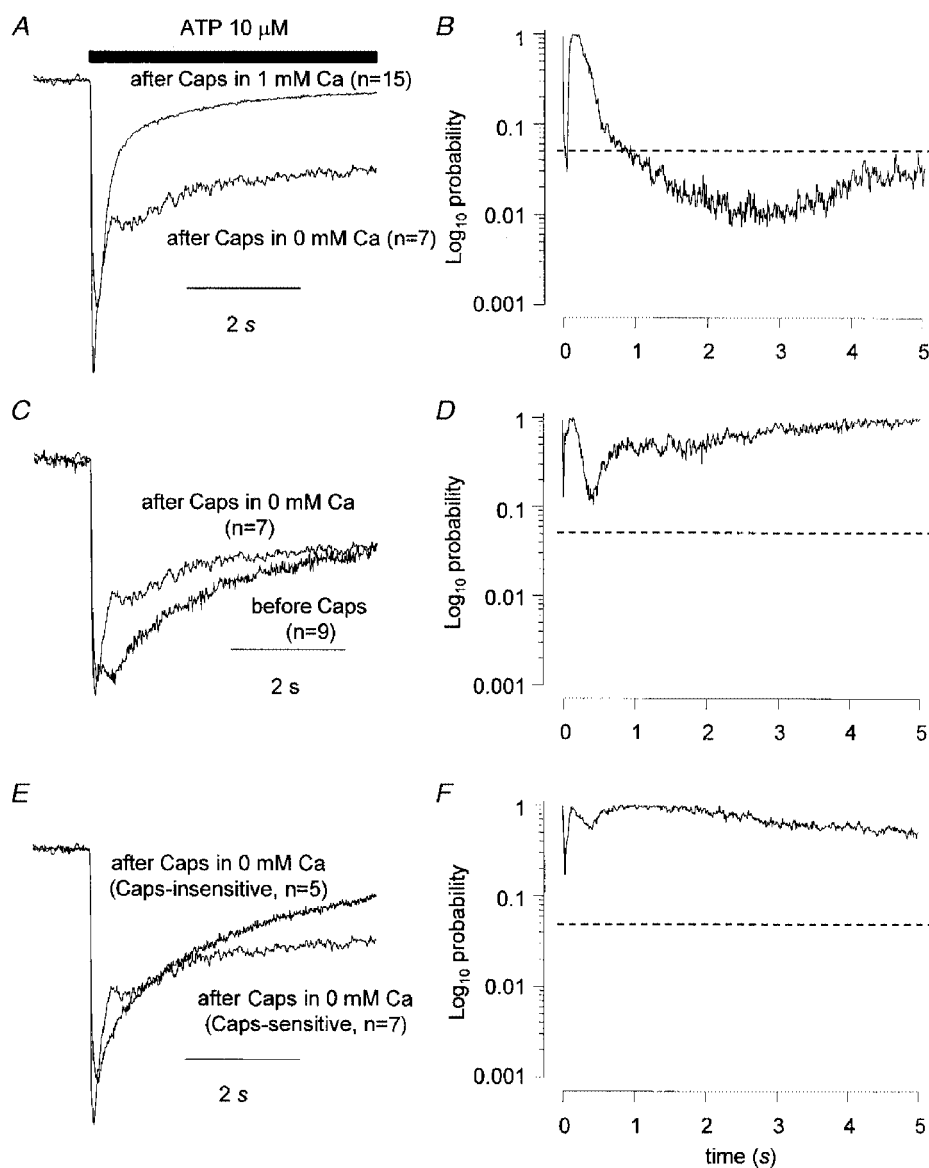 A
ATP 10 μM
after Caps in 1 mM Ca (n=15)
after Caps in 0 mM Ca (n=7)
2 s
B
Log10 probability
1
0.1
0.01
0.001
0 1 2 3 4 5
C
after Caps in 0 mM Ca
(n=7)
before Caps
(n=9)
2 s
D
Log10 probability
1
0.1
0.01
0.001
0 1 2 3 4 5
E
after Caps in 0 mM Ca
(Caps-insensitive, n=5)
after Caps in 0 mM Ca
(Caps-sensitive, n=7)
2 s
F
Log10 probability
1
0.1
0.01
0.001
0 1 2 3 4 5
time (s)